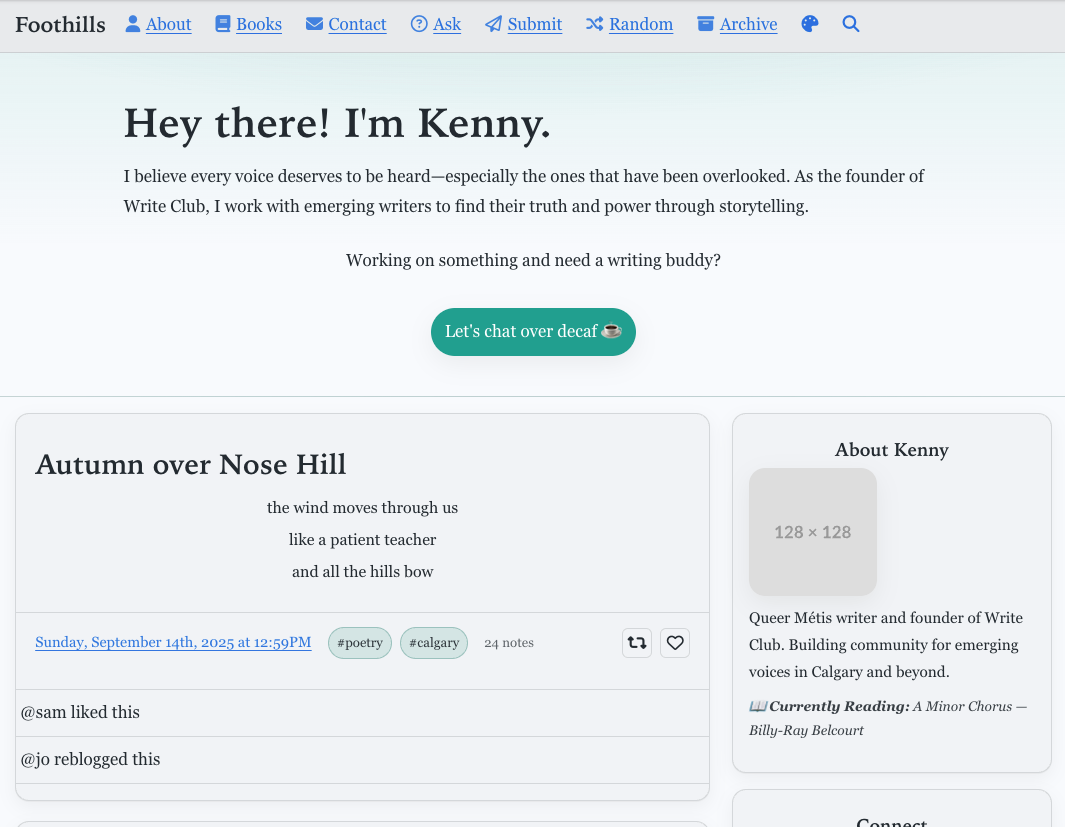 Foothills About Books Contact Ask Submit Random Archive
Hey there! I'm Kenny.
I believe every voice deserves to be heard—especially the ones that have been overlooked. As the founder of
Write Club, I work with emerging writers to find their truth and power through storytelling.
Working on something and need a writing buddy?
Let's chat over decaf ☕
Autumn over Nose Hill
the wind moves through us
like a patient teacher
and all the hills bow
Sunday, September 14th, 2025 at 12:59PM #poetry #calgary 24 notes
@sam liked this
@jo reblogged this
About Kenny
128 × 128
Queer Métis writer and founder of Write
Club. Building community for emerging
voices in Calgary and beyond.
📖 Currently Reading: A Minor Chorus —
Billy-Ray Belcourt
Connect